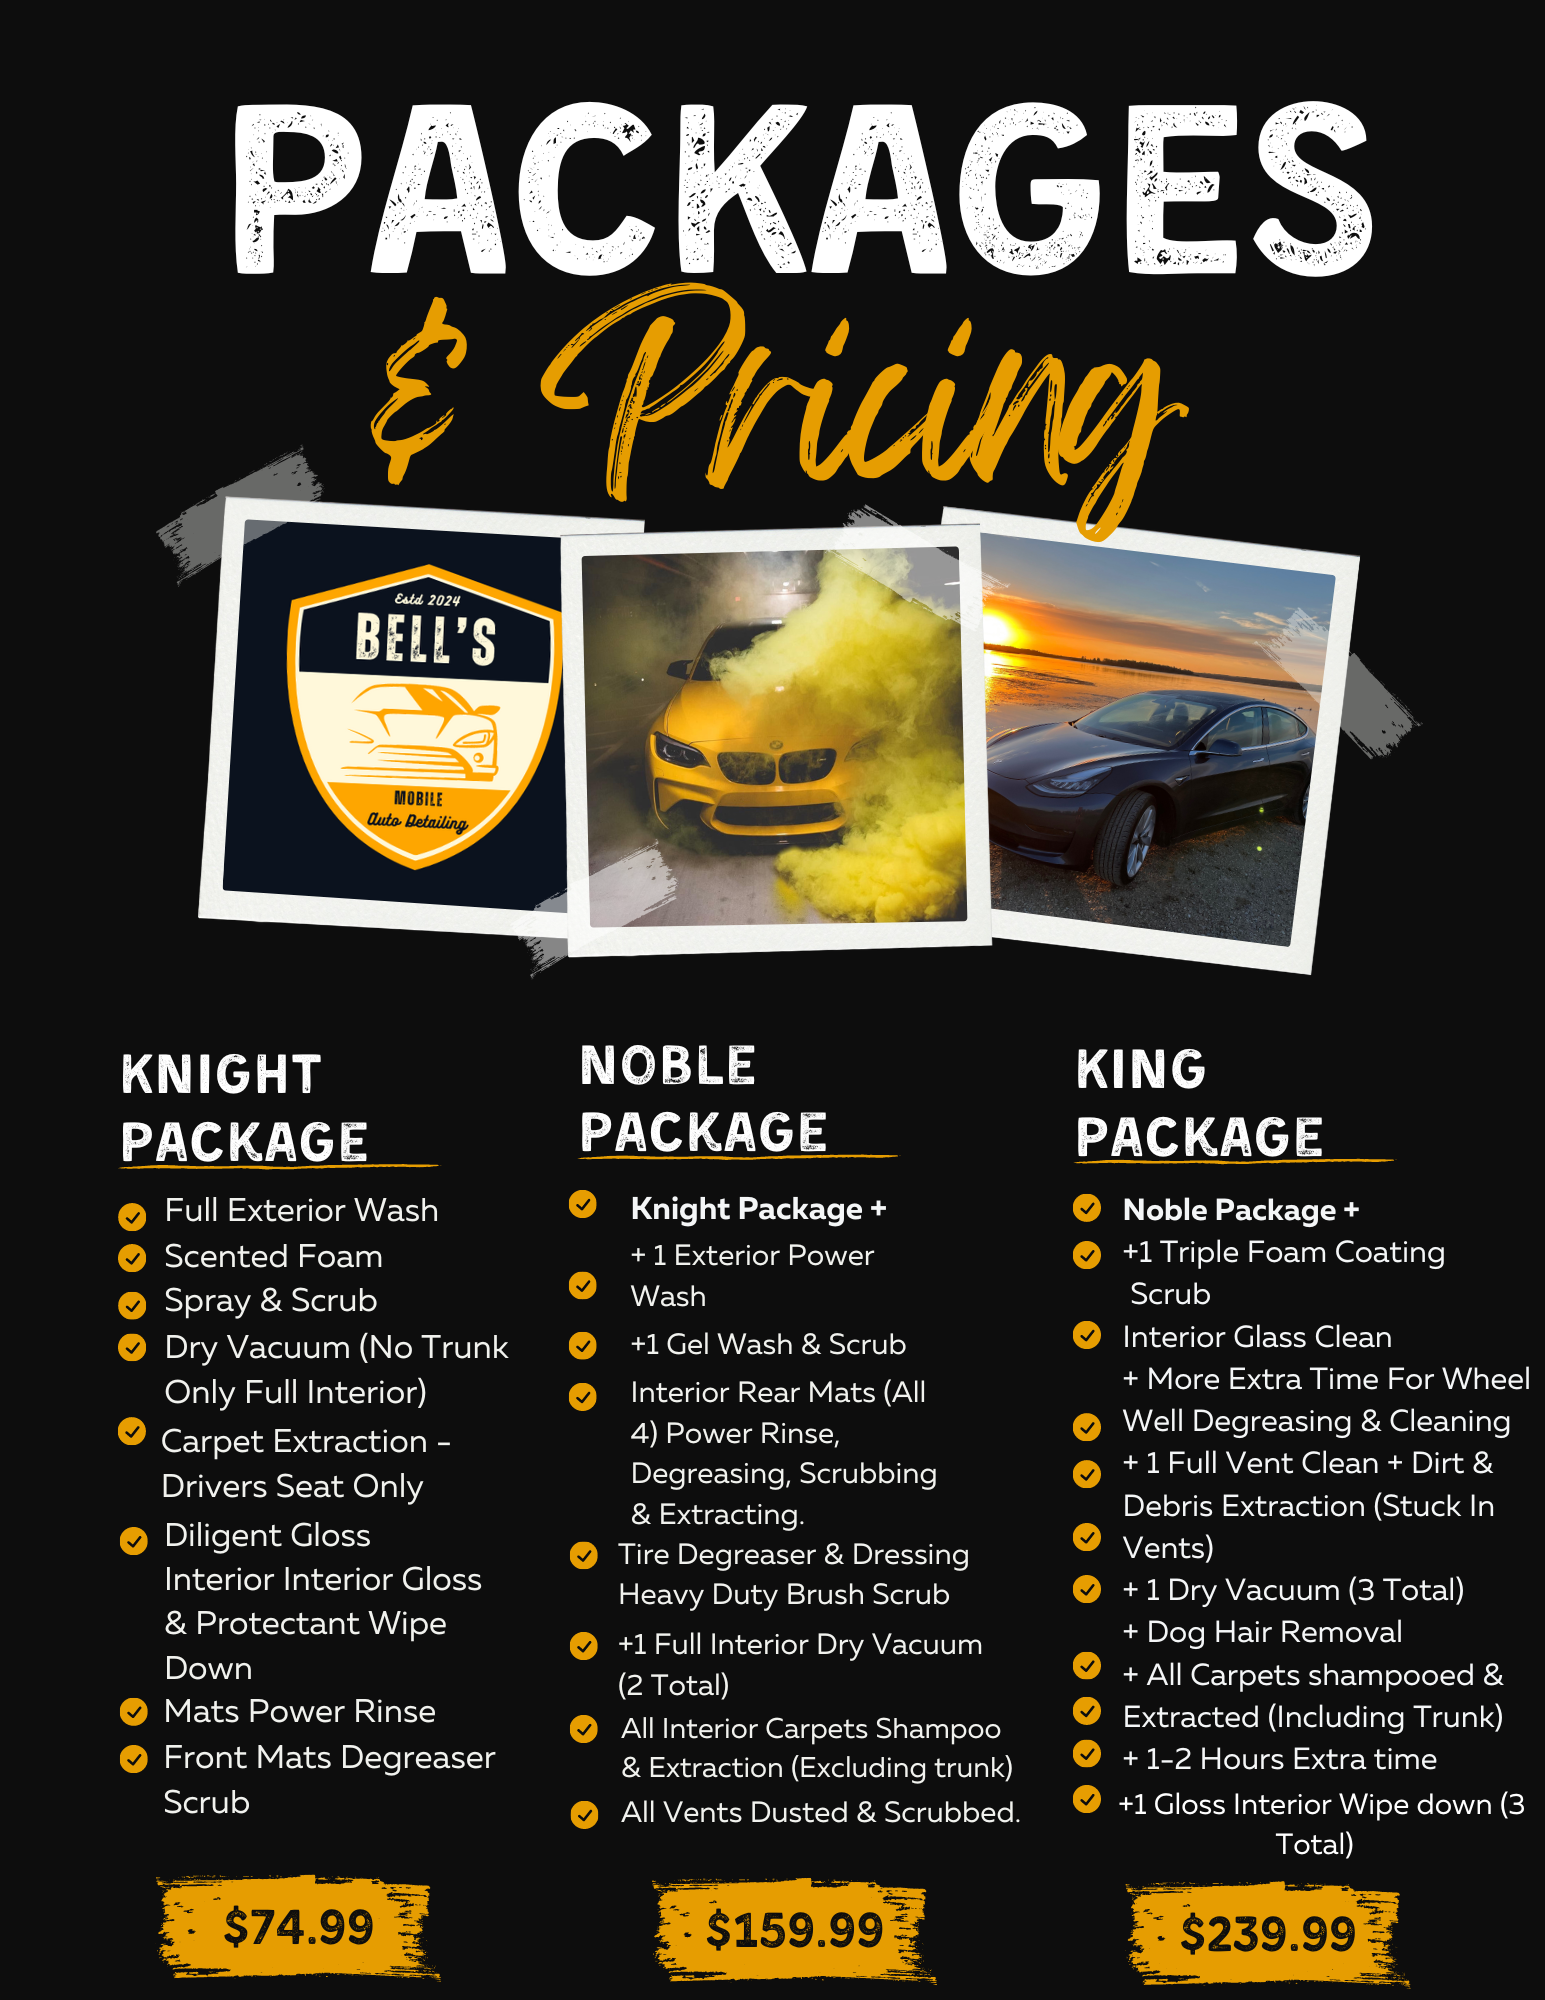 PACKAGES
& Pricing
Estd 2024
BELL'S
MOBILE
Auto Detailing
KNIGHT
PACKAGE
Full Exterior Wash
Scented Foam
Spray & Scrub
Dry Vacuum (No Trunk
Only Full Interior)
Carpet Extraction -
Drivers Seat Only
Diligent Gloss
Interior Interior Gloss
& Protectant Wipe
Down
Mats Power Rinse
Front Mats Degreaser
Scrub
$74.99
NOBLE
PACKAGE
Knight Package +
+ 1 Exterior Power
Wash
+1 Gel Wash & Scrub
Interior Rear Mats (All
4) Power Rinse,
Degreasing, Scrubbing
& Extracting.
Tire Degreaser & Dressing
Heavy Duty Brush Scrub
+1 Full Interior Dry Vacuum
(2 Total)
All Interior Carpets Shampoo
& Extraction (Excluding trunk)
All Vents Dusted & Scrubbed.
$159.99
KING
PACKAGE
Noble Package +
+1 Triple Foam Coating
Scrub
Interior Glass Clean
+ More Extra Time For Wheel
Well Degreasing & Cleaning
+ 1 Full Vent Clean + Dirt &
Debris Extraction (Stuck In
Vents)
+ 1 Dry Vacuum (3 Total)
+ Dog Hair Removal
+ All Carpets shampooed &
Extracted (Including Trunk)
+ 1-2 Hours Extra time
+1 Gloss Interior Wipe down (3
Total)
$239.99